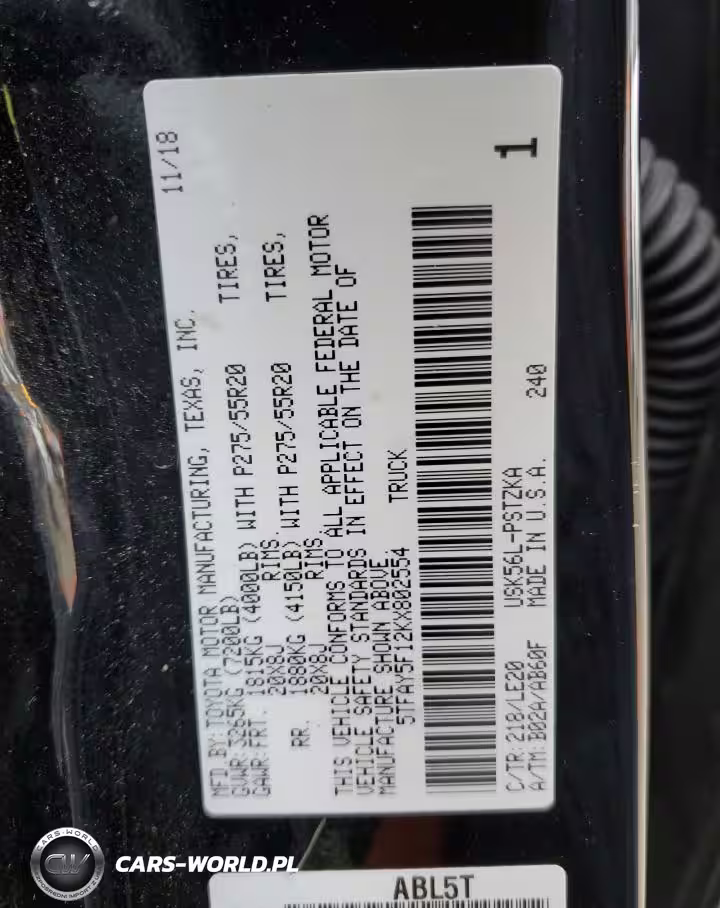 11/18
MFD.BY:TOYOTA MOTOR MANUFACTURING, TEXAS, INC.
GVWR:3265KG (7200LB)
GAWR:FRT. 1815KG (4000LB) WITH P275/55R20 TIRES,
20X8J RIMS.
RR. 1880KG (4150LB) WITH P275/55R20 TIRES,
20X8J RIMS.
THIS VEHICLE CONFORMS TO ALL APPLICABLE FEDERAL MOTOR
VEHICLE SAFETY STANDARDS IN EFFECT ON THE DATE OF
MANUFACTURE SHOWN ABOVE.
5TFAY5F12KX802554 TRUCK
1
C/TR: 218/LE20 USK56L-PSTZKA
A/TM: B02A/AB60F MADE IN U.S.A. 240
ABL5T
CARS-WORLD
CW
CARS-WORLD.PL